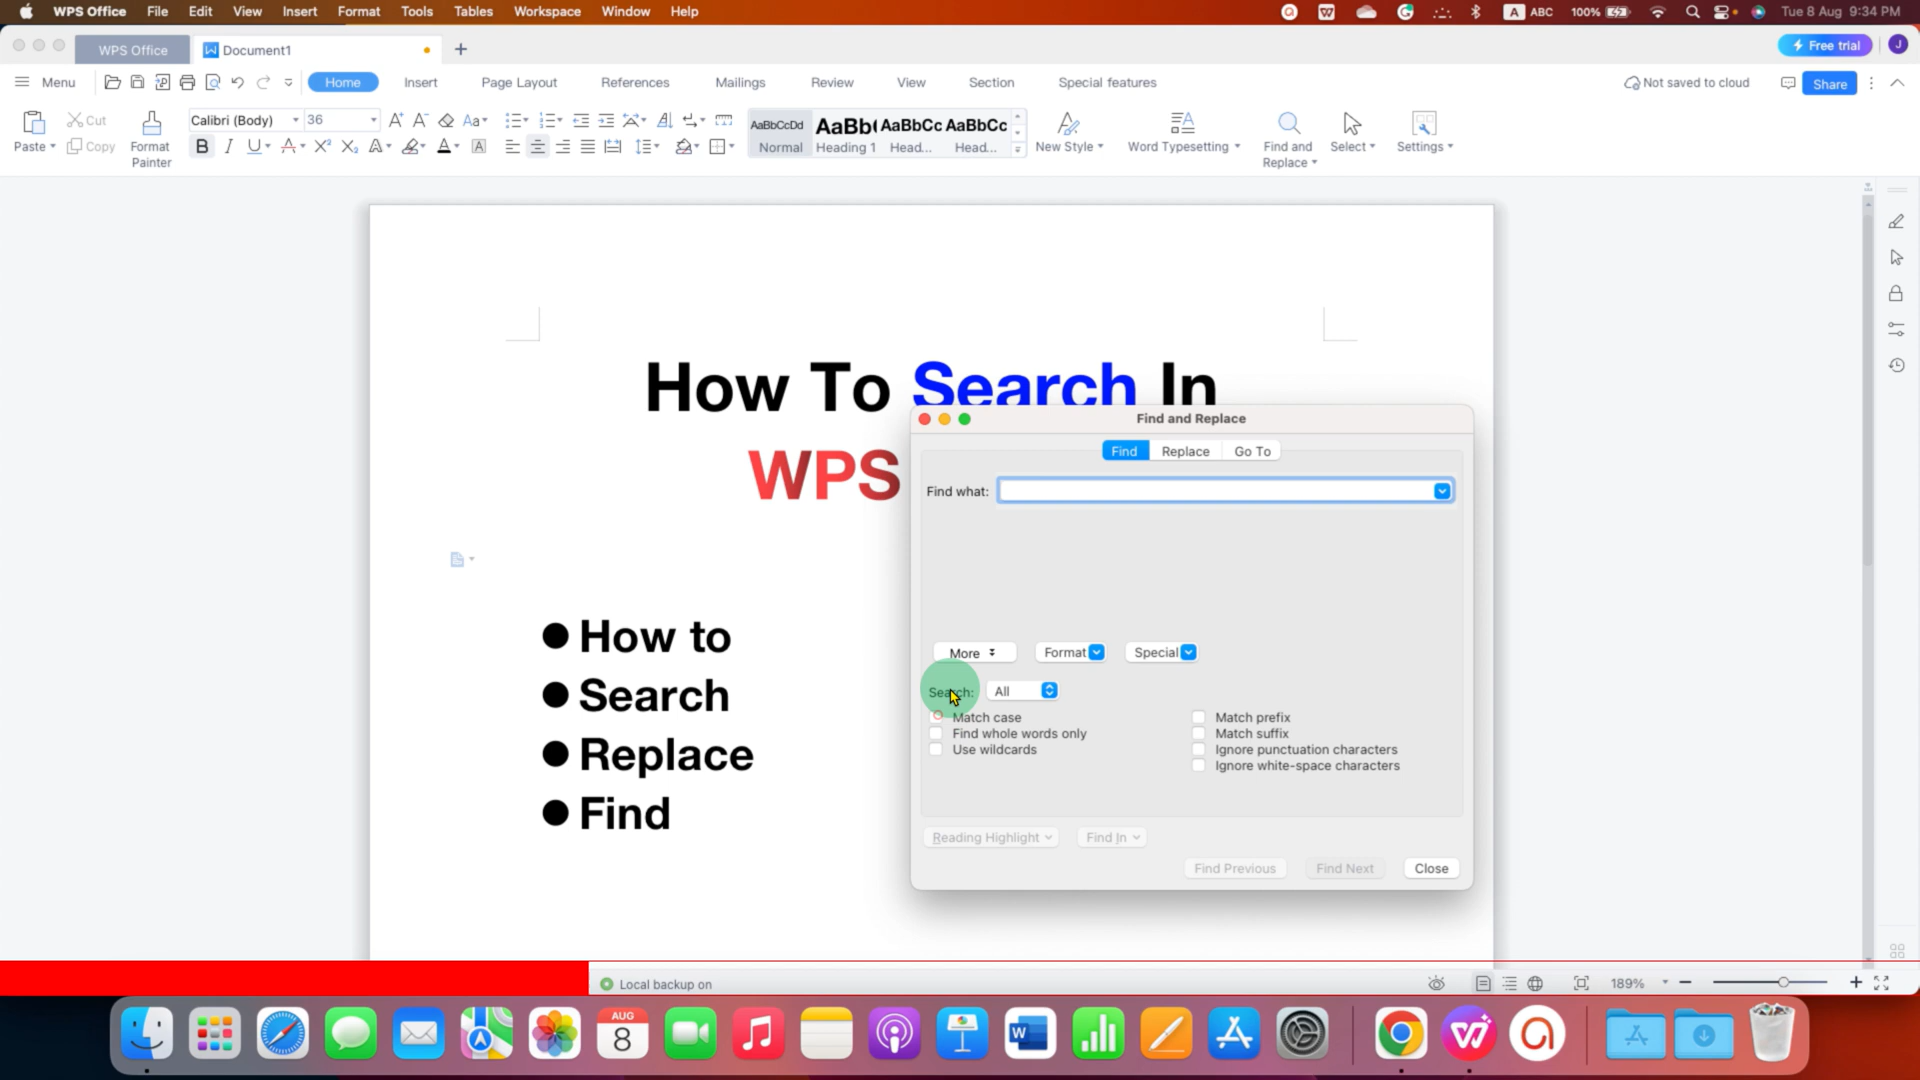 WPS Office File Edit View Insert Format Tools Tables Workspace Window Help
A ABC 100% Tue 8 Aug 9:34 PM
WPS Office Document1 +
Free trial J
Menu Home Insert Page Layout References Mailings Review View Section Special features Not saved to cloud Share
Paste Cut Copy Format Painter
Calibri (Body) 36
AaBbCcDd AaBb( AaBbCc AaBbCc
Normal Heading 1 Head... Head...
New Style Word Typesetting Find and Replace Select Settings
How To Search In
WPS
How to
Search
Replace
Find
Find and Replace
Find Replace Go To
Find what:
More Format Special
Search: All
Match case Match prefix
Find whole words only Match suffix
Use wildcards Ignore punctuation characters
Ignore white-space characters
Reading Highlight Find In
Find Previous Find Next Close
Local backup on 189%
AUG
8